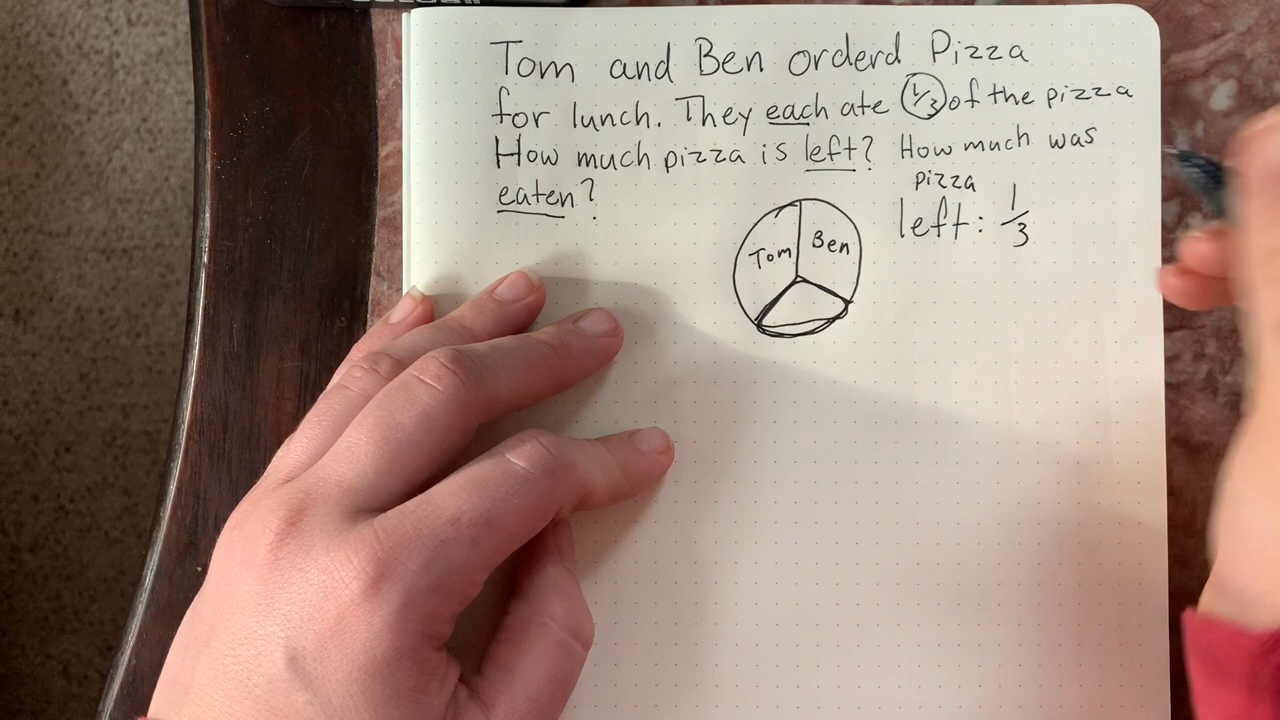 Tom and Ben orderd Pizza
for lunch. They each ate 1/3 of the pizza
How much pizza is left? How much was
eaten?
pizza
left: 1/3
Tom Ben